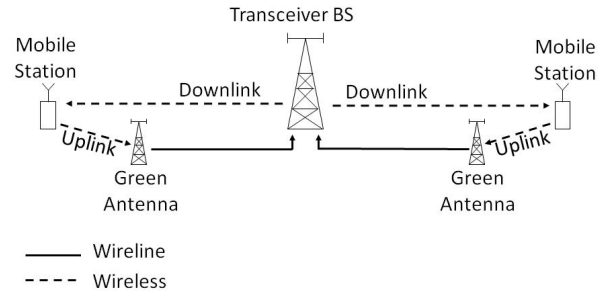 Transceiver BS
Mobile
Station
Mobile
Station
Downlink
Downlink
Uplink
Uplink
Green
Antenna
Green
Antenna
Wireline
Wireless